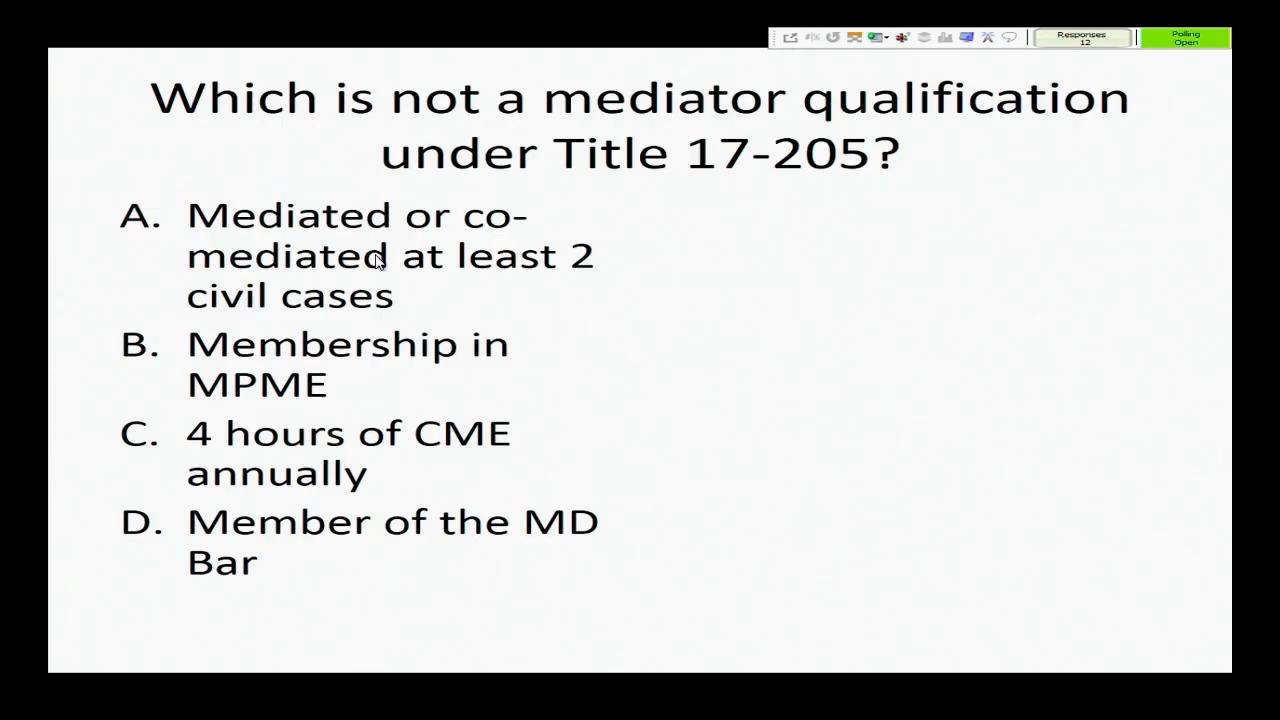 Responses
12
Polling
Open
Which is not a mediator qualification
under Title 17-205?
A. Mediated or co-
mediated at least 2
civil cases
B. Membership in
MPME
C. 4 hours of CME
annually
D. Member of the MD
Bar